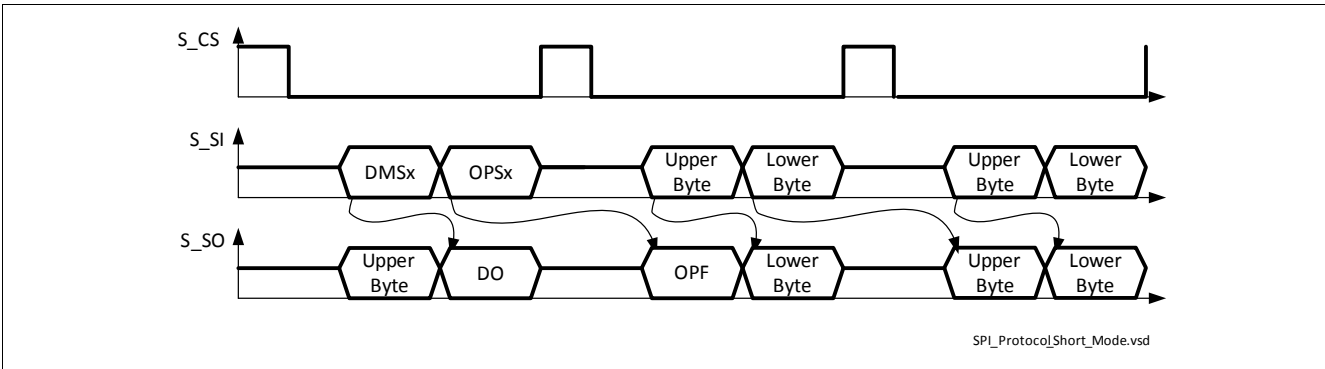 S_CS
S_SI
DMSx
OPSx
Upper
Byte
Lower
Byte
Upper
Byte
Lower
Byte
S_SO
Upper
Byte
DO
OPF
Lower
Byte
Upper
Byte
Lower
Byte
SPI_Protocol_Short_Mode.vsd